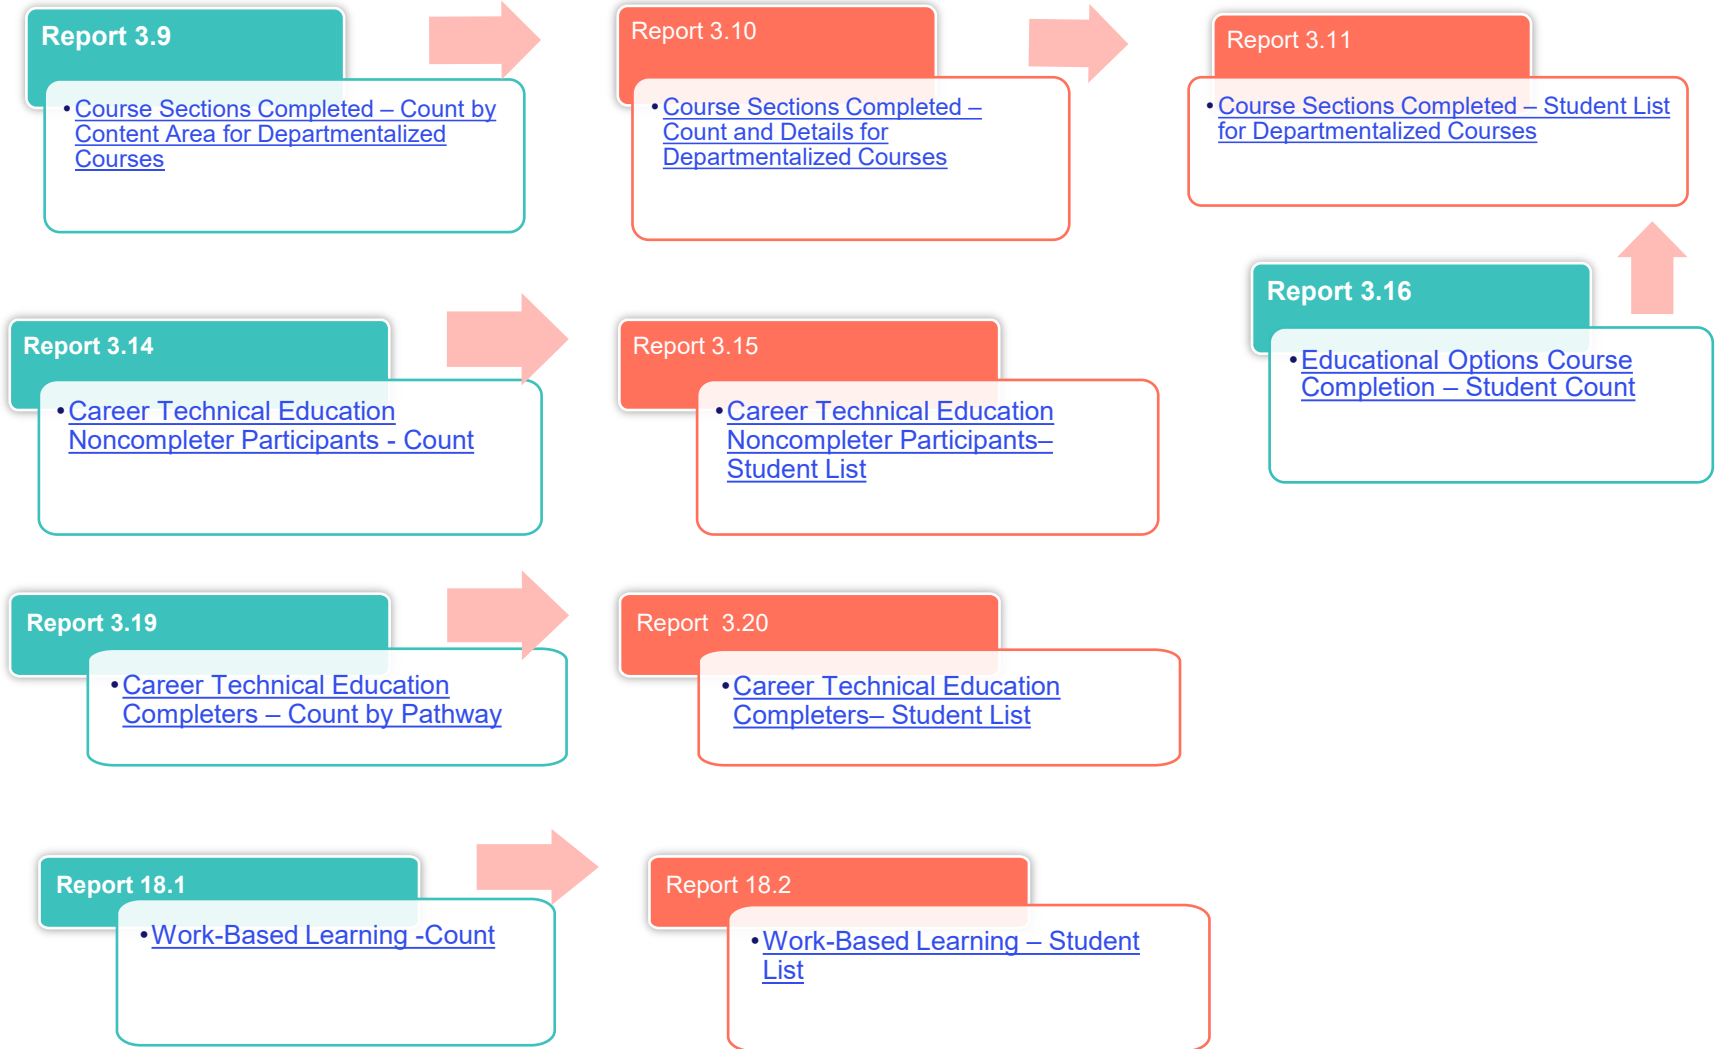 Report 3.9
• Course Sections Completed – Count by
Content Area for Departmentalized
Courses
Report 3.10
• Course Sections Completed –
Count and Details for
Departmentalized Courses
Report 3.11
• Course Sections Completed – Student List
for Departmentalized Courses
Report 3.14
• Career Technical Education
Noncompleter Participants - Count
Report 3.15
• Career Technical Education
Noncompleter Participants–
Student List
Report 3.16
• Educational Options Course
Completion – Student Count
Report 3.19
• Career Technical Education
Completers – Count by Pathway
Report  3.20
• Career Technical Education
Completers– Student List
Report 18.1
• Work-Based Learning -Count
Report 18.2
• Work-Based Learning – Student
List